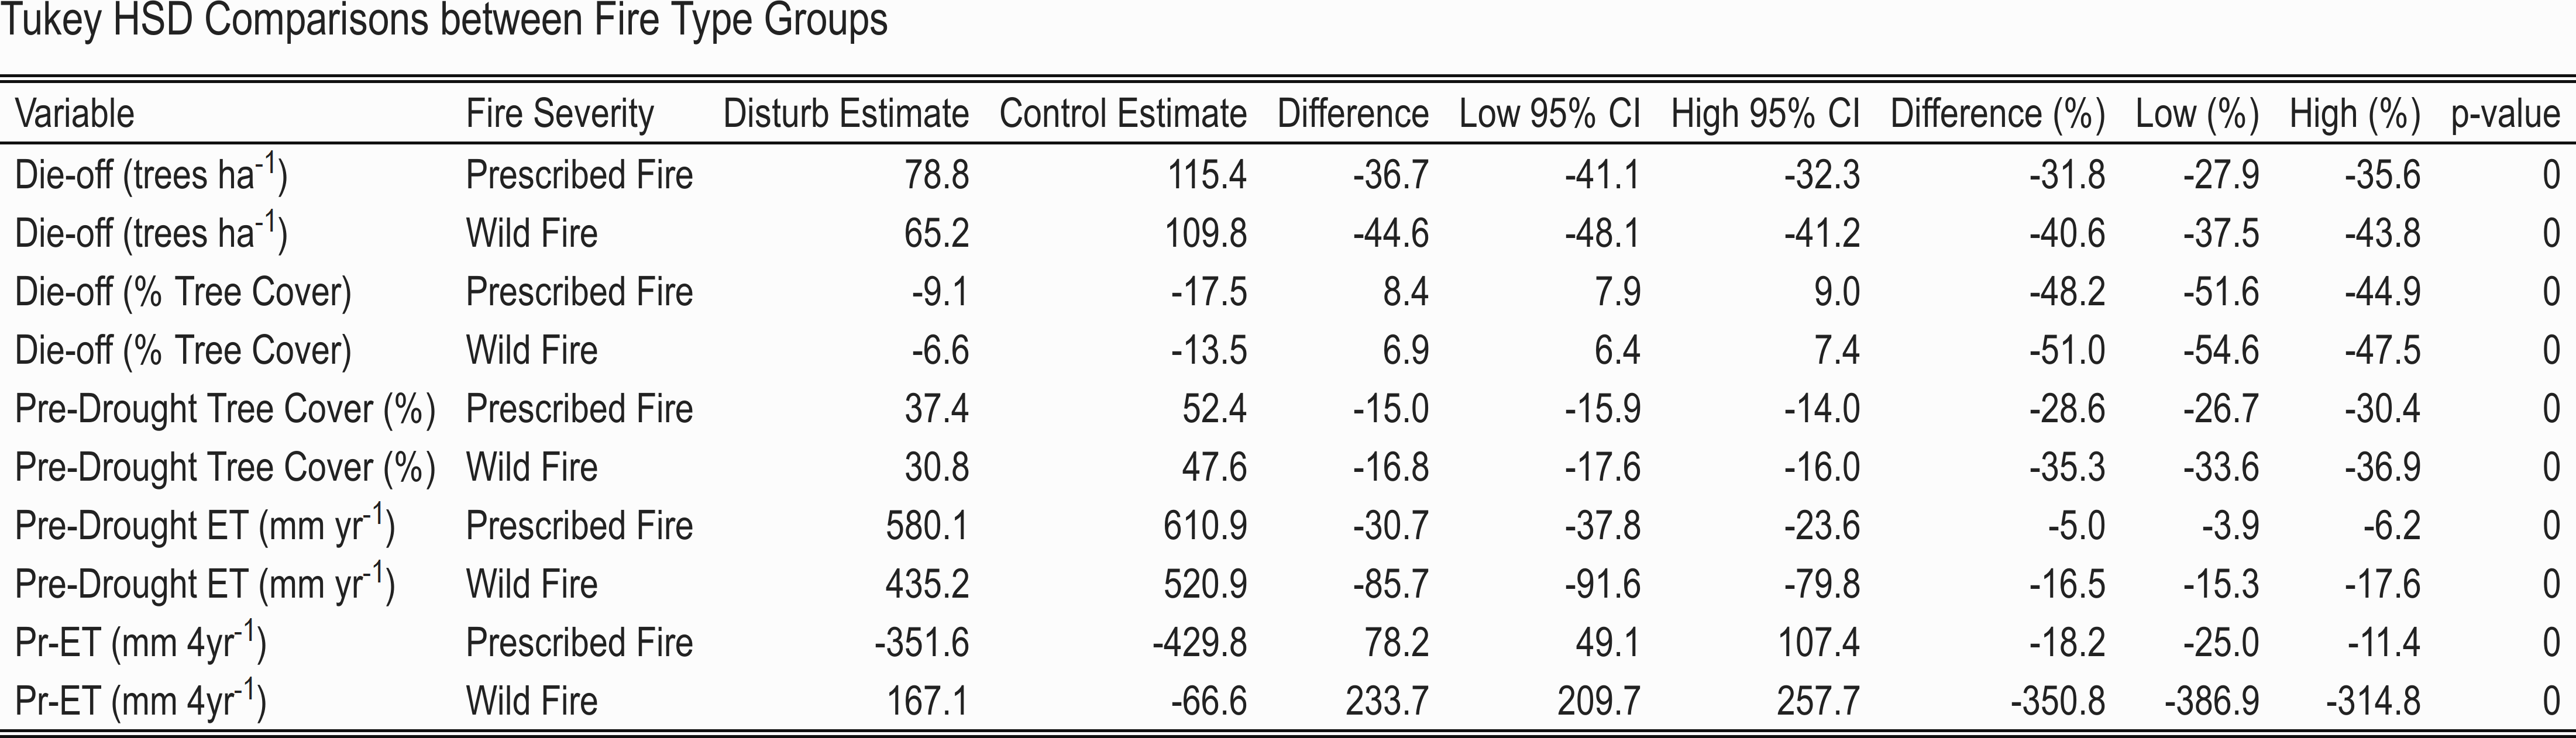 Tukey HSD Comparisons between Fire Type Groups
Variable Fire Severity Disturb Estimate Control Estimate Difference Low 95% CI High 95% CI Difference (%) Low (%) High (%) p-value
Die-off (trees ha-1) Prescribed Fire 78.8 115.4 -36.7 -41.1 -32.3 -31.8 -27.9 -35.6 0
Die-off (trees ha-1) Wild Fire 65.2 109.8 -44.6 -48.1 -41.2 -40.6 -37.5 -43.8 0
Die-off (% Tree Cover) Prescribed Fire -9.1 -17.5 8.4 7.9 9.0 -48.2 -51.6 -44.9 0
Die-off (% Tree Cover) Wild Fire -6.6 -13.5 6.9 6.4 7.4 -51.0 -54.6 -47.5 0
Pre-Drought Tree Cover (%) Prescribed Fire 37.4 52.4 -15.0 -15.9 -14.0 -28.6 -26.7 -30.4 0
Pre-Drought Tree Cover (%) Wild Fire 30.8 47.6 -16.8 -17.6 -16.0 -35.3 -33.6 -36.9 0
Pre-Drought ET (mm yr-1) Prescribed Fire 580.1 610.9 -30.7 -37.8 -23.6 -5.0 -3.9 -6.2 0
Pre-Drought ET (mm yr-1) Wild Fire 435.2 520.9 -85.7 -91.6 -79.8 -16.5 -15.3 -17.6 0
Pr-ET (mm 4yr-1) Prescribed Fire -351.6 -429.8 78.2 49.1 107.4 -18.2 -25.0 -11.4 0
Pr-ET (mm 4yr-1) Wild Fire 167.1 -66.6 233.7 209.7 257.7 -350.8 -386.9 -314.8 0